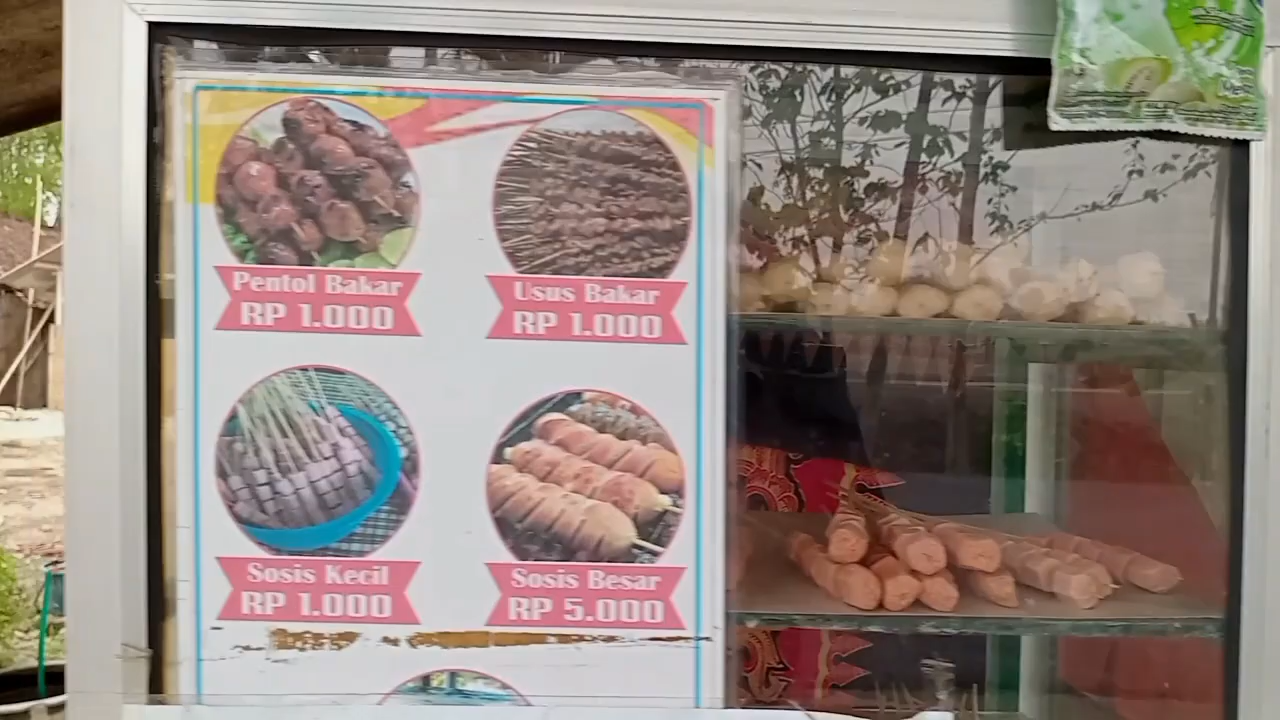 Pentol Bakar
RP 1.000
Usus Bakar
RP 1.000
Sosis Kecil
RP 1.000
Sosis Besar
RP 5.000